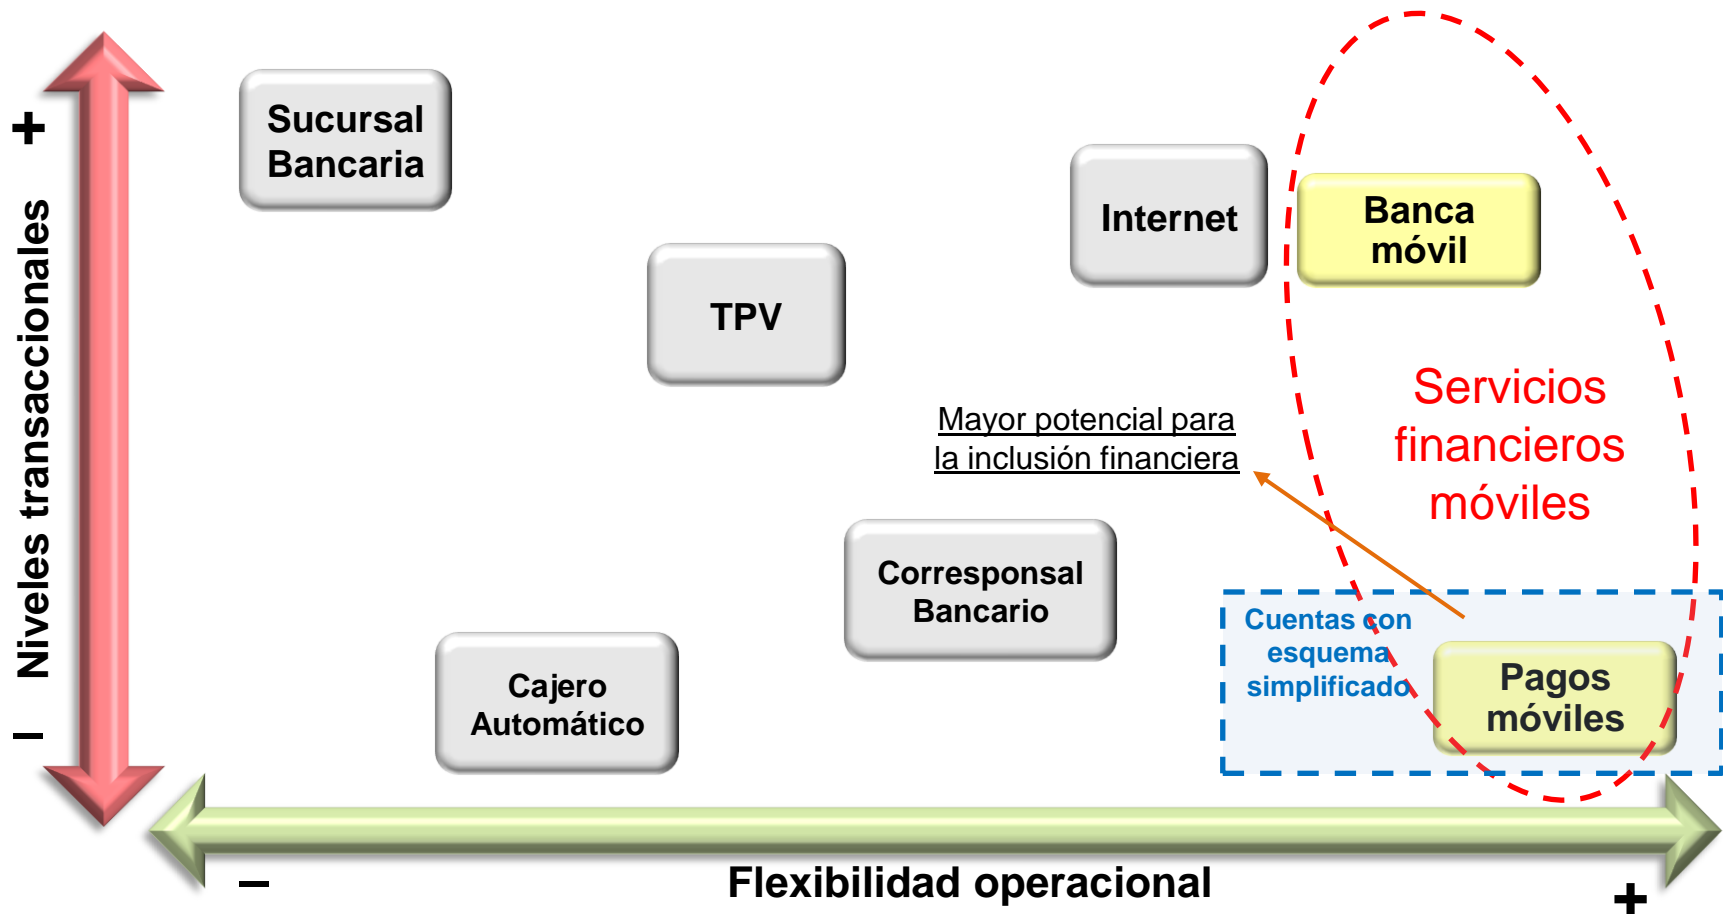 +
Niveles transaccionales
–
Sucursal
Bancaria
Internet
Banca
móvil
TPV
Servicios
financieros
móviles
Mayor potencial para
la inclusión financiera
Corresponsal
Bancario
Cuentas con
esquema
simplificado
Cajero
Automático
Pagos
móviles
–
Flexibilidad operacional
+